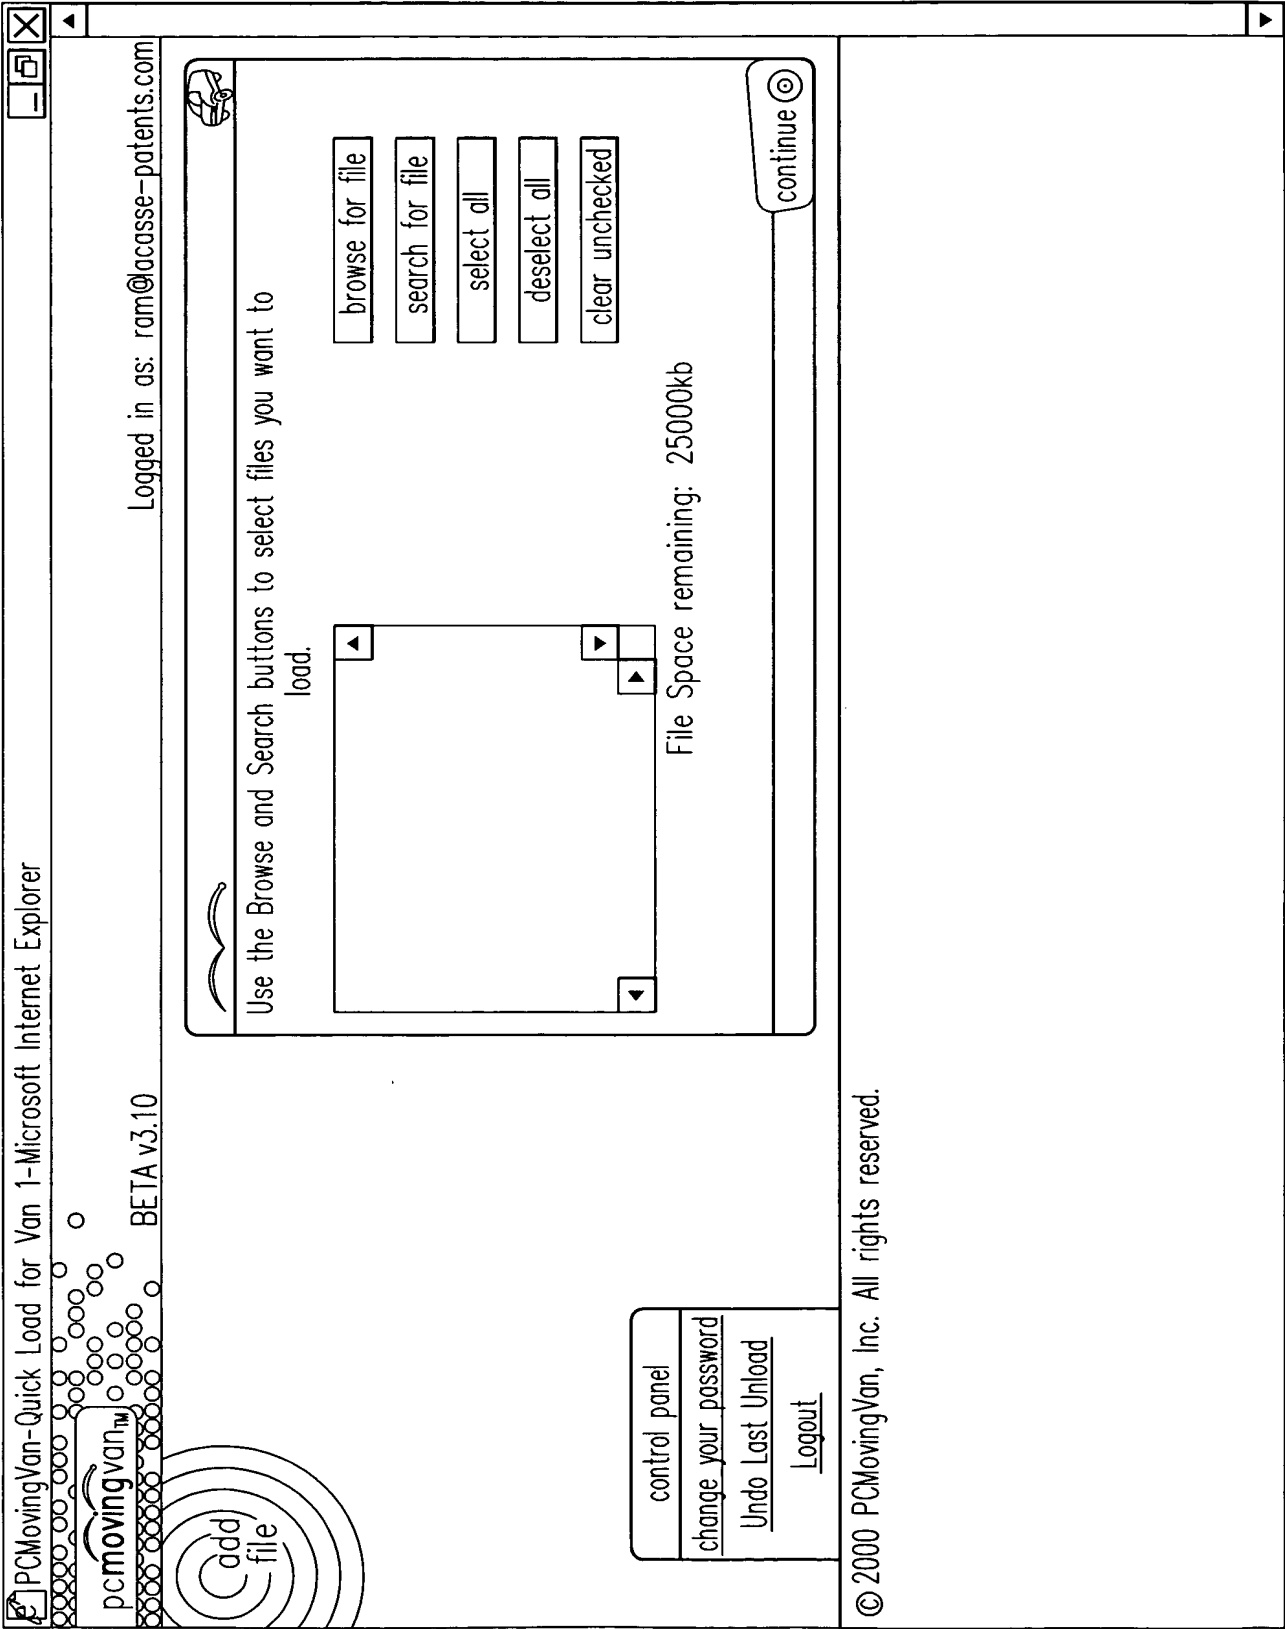 PCMovingVan-Quick Load for Van 1-Microsoft Internet Explorer
pcmovingvan™
BETA v3.10
Logged in as: ram@lacasse-patents.com
add
file
Use the Browse and Search buttons to select files you want to
load.
browse for file
search for file
select all
deselect all
clear unchecked
File Space remaining: 25000kb
continue
control panel
change your password
Undo Last Unload
Logout
© 2000 PCMovingVan, Inc. All rights reserved.